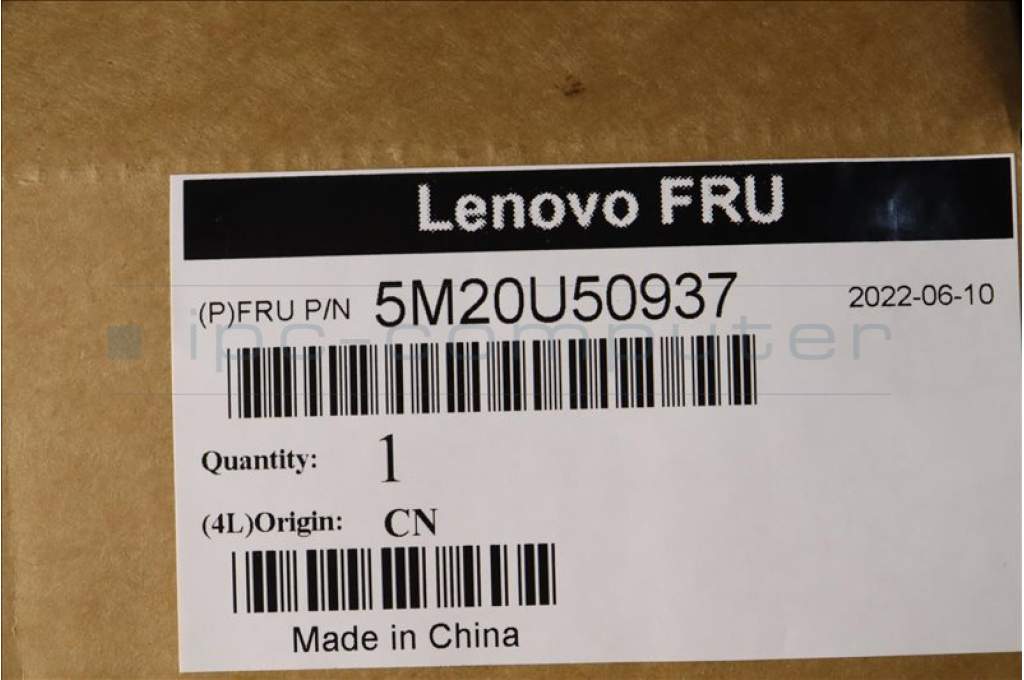 Lenovo FRU
(P)FRU P/N 5M20U50937 2022-06-10
ipc-computer
Quantity: 1
(4L)Origin: CN
Made in China